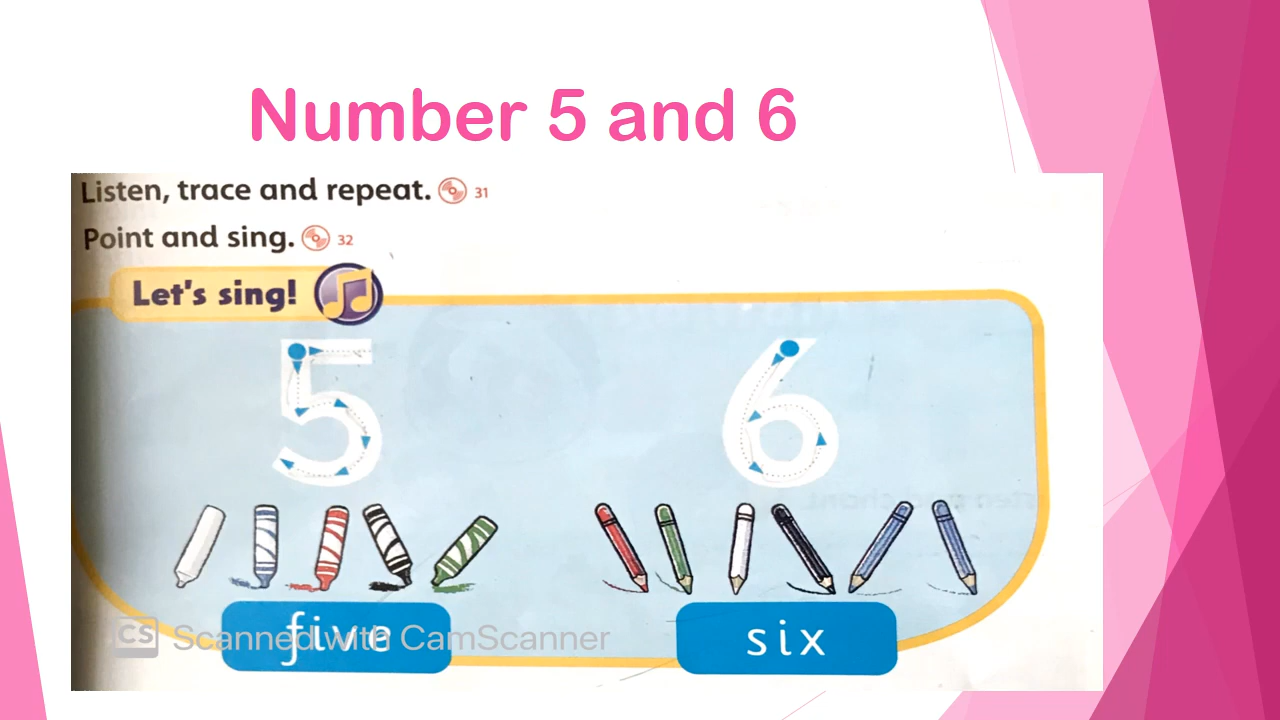 Number 5 and 6
Listen, trace and repeat. 31
Point and sing. 32
Let's sing!
5 6
five six
CS Scanned with CamScanner